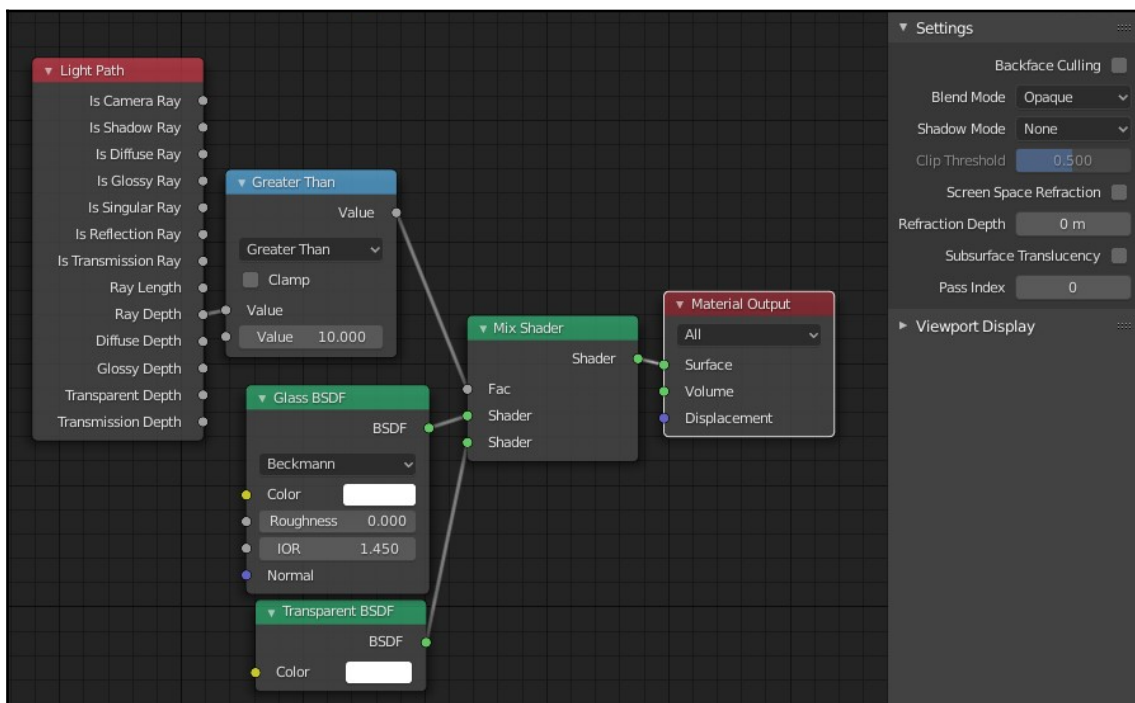 Light Path
Is Camera Ray
Is Shadow Ray
Is Diffuse Ray
Is Glossy Ray
Is Singular Ray
Is Reflection Ray
Is Transmission Ray
Ray Length
Ray Depth
Diffuse Depth
Glossy Depth
Transparent Depth
Transmission Depth
Greater Than
Value
Greater Than
Clamp
Value
Value 10.000
Glass BSDF
BSDF
Beckmann
Color
Roughness 0.000
IOR 1.450
Normal
Transparent BSDF
BSDF
Color
Mix Shader
Shader
Fac
Shader
Shader
Material Output
All
Surface
Volume
Displacement
Settings
Backface Culling
Blend Mode Opaque
Shadow Mode None
Clip Threshold 0.500
Screen Space Refraction
Refraction Depth 0 m
Subsurface Translucency
Pass Index 0
Viewport Display